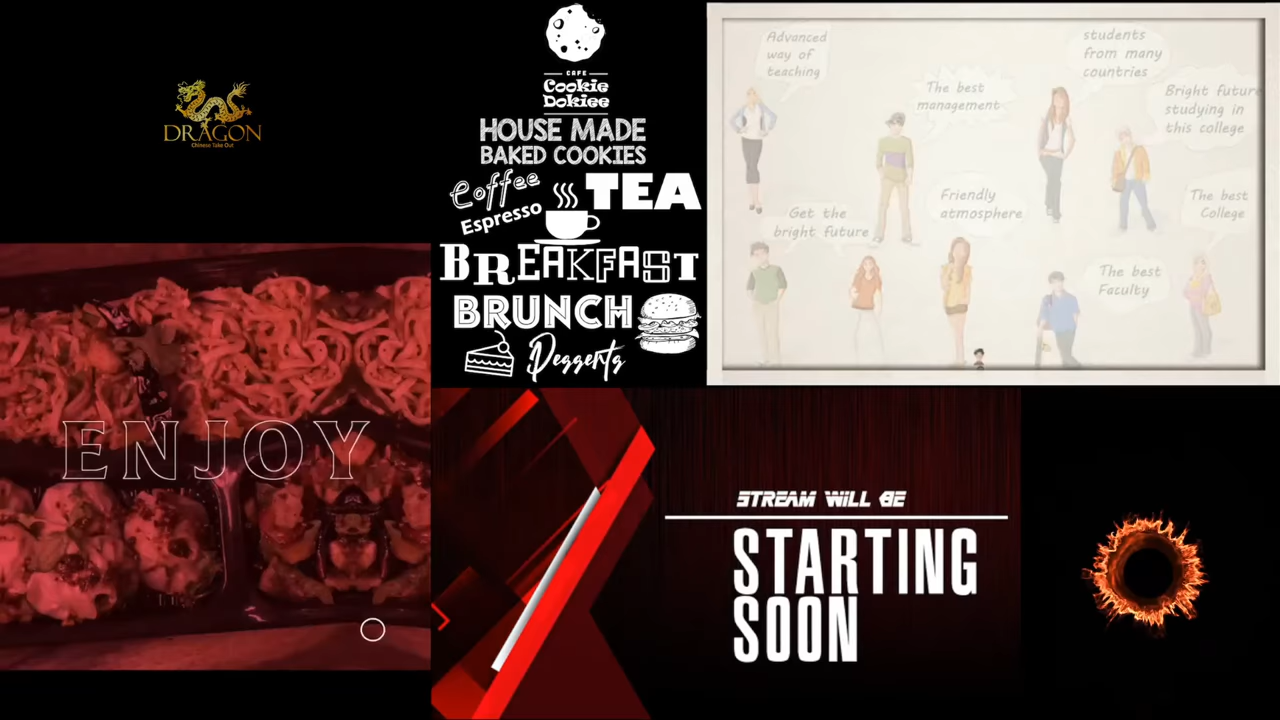 DRAGON
Chinese Take Out
ENJOY
CAFE
Cookie
Dokiee
HOUSE MADE
BAKED COOKIES
Coffee
TEA
Espresso
BREAKFAST
BRUNCH
Desserts
Advanced
way of
teaching
The best
management
students
from many
countries
Bright future
studying in
this college
Get the
bright future
Friendly
atmosphere
The best
College
The best
Faculty
STREAM WILL BE
STARTING
SOON